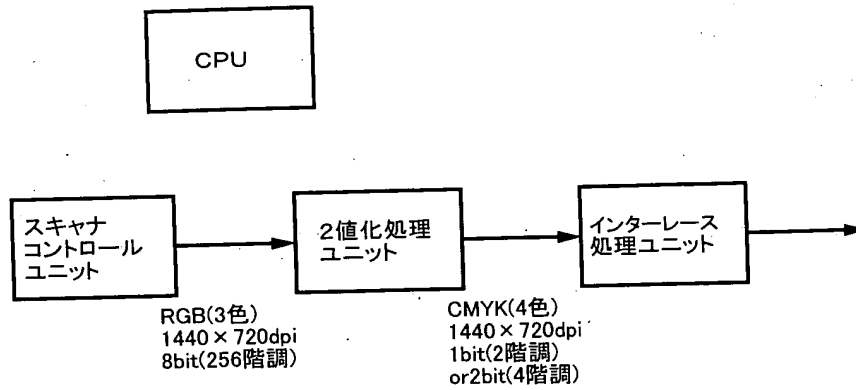 CPU
スキャナ
コントロール
ユニット
2値化処理
ユニット
インターレース
処理ユニット
RGB(3色)
1440×720dpi
8bit(256階調)
CMYK(4色)
1440×720dpi
1bit(2階調)
or2bit(4階調)